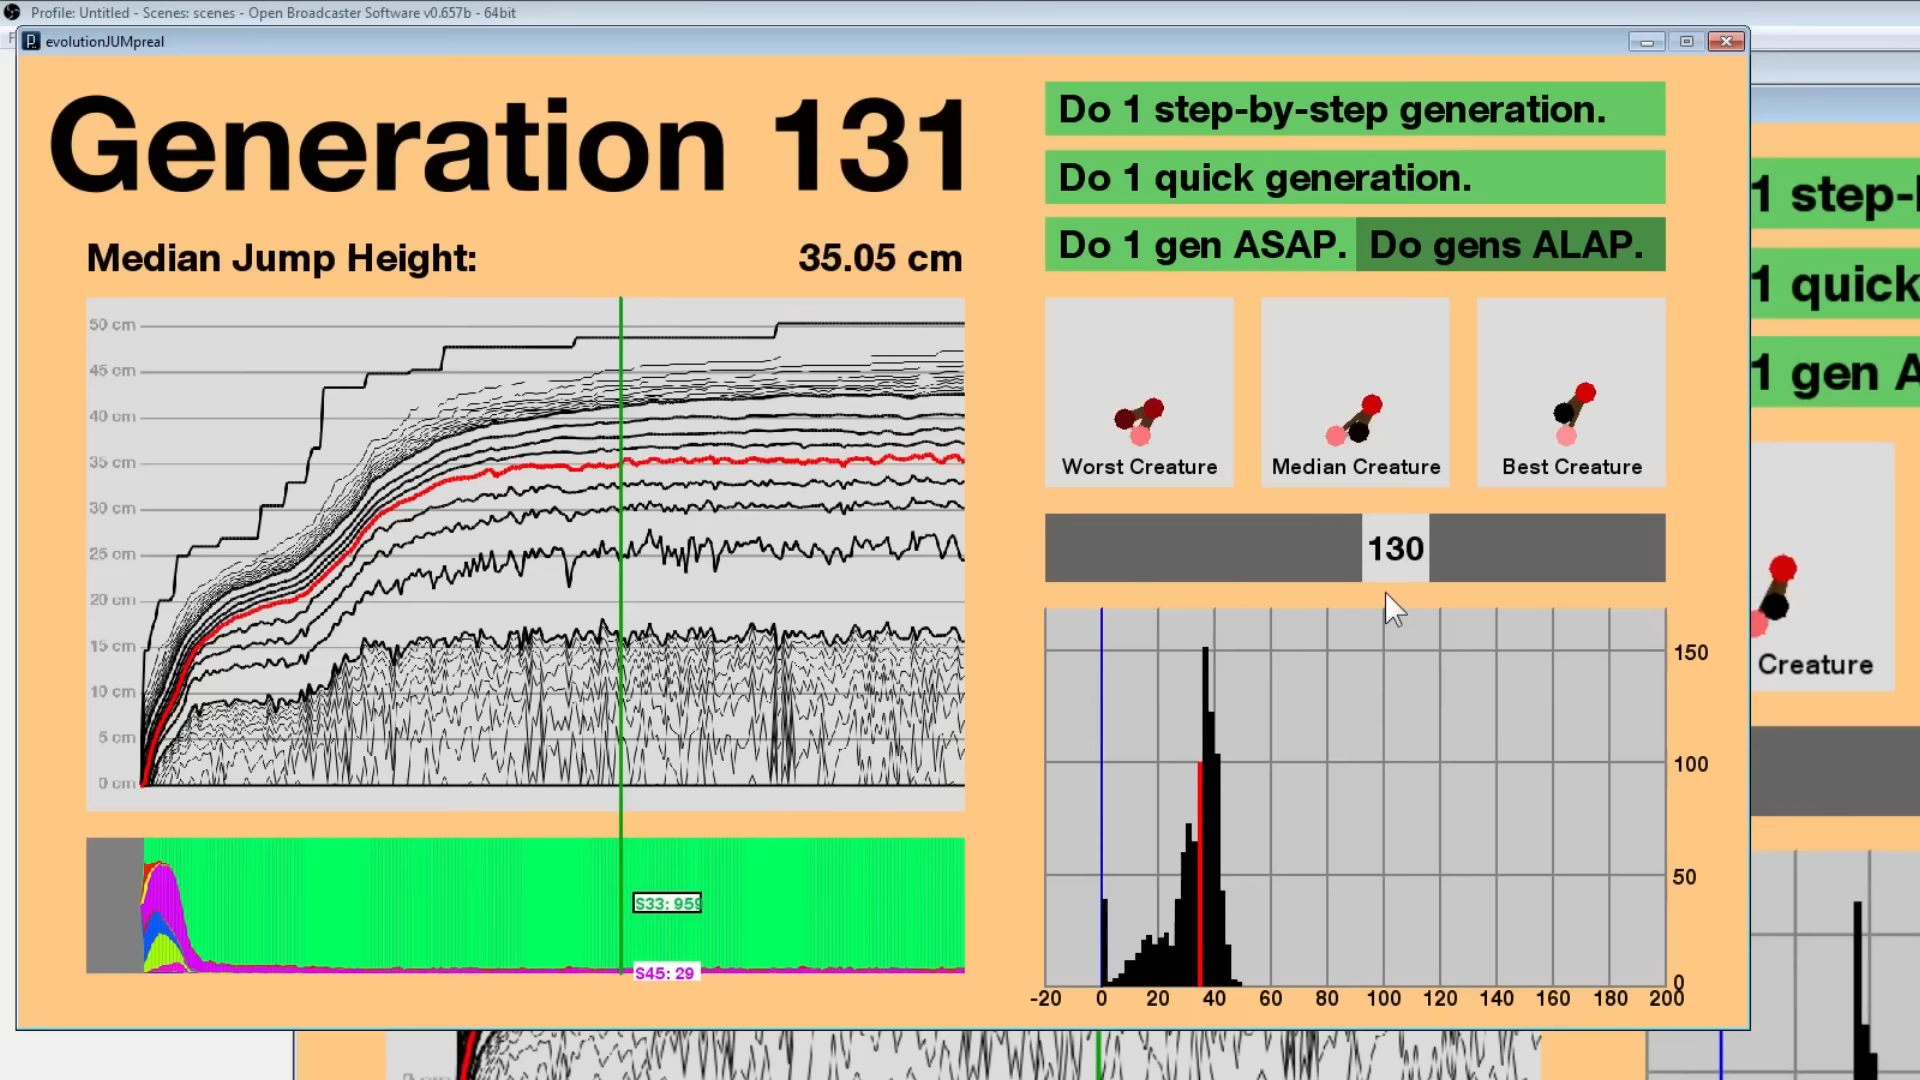 Profile: Untitled - Scenes: scenes - Open Broadcaster Software v0.657b - 64bit
evolutionJUMpreal
Generation 131
Median Jump Height: 35.05 cm
50 cm
45 cm
40 cm
35 cm
30 cm
25 cm
20 cm
15 cm
10 cm
5 cm
0 cm
S33: 959
S45: 29
Do 1 step-by-step generation.
Do 1 quick generation.
Do 1 gen ASAP. Do gens ALAP.
Worst Creature Median Creature Best Creature
130
150
100
50
0
-20 0 20 40 60 80 100 120 140 160 180 200
1 step-
1 quick
1 gen A
Creature